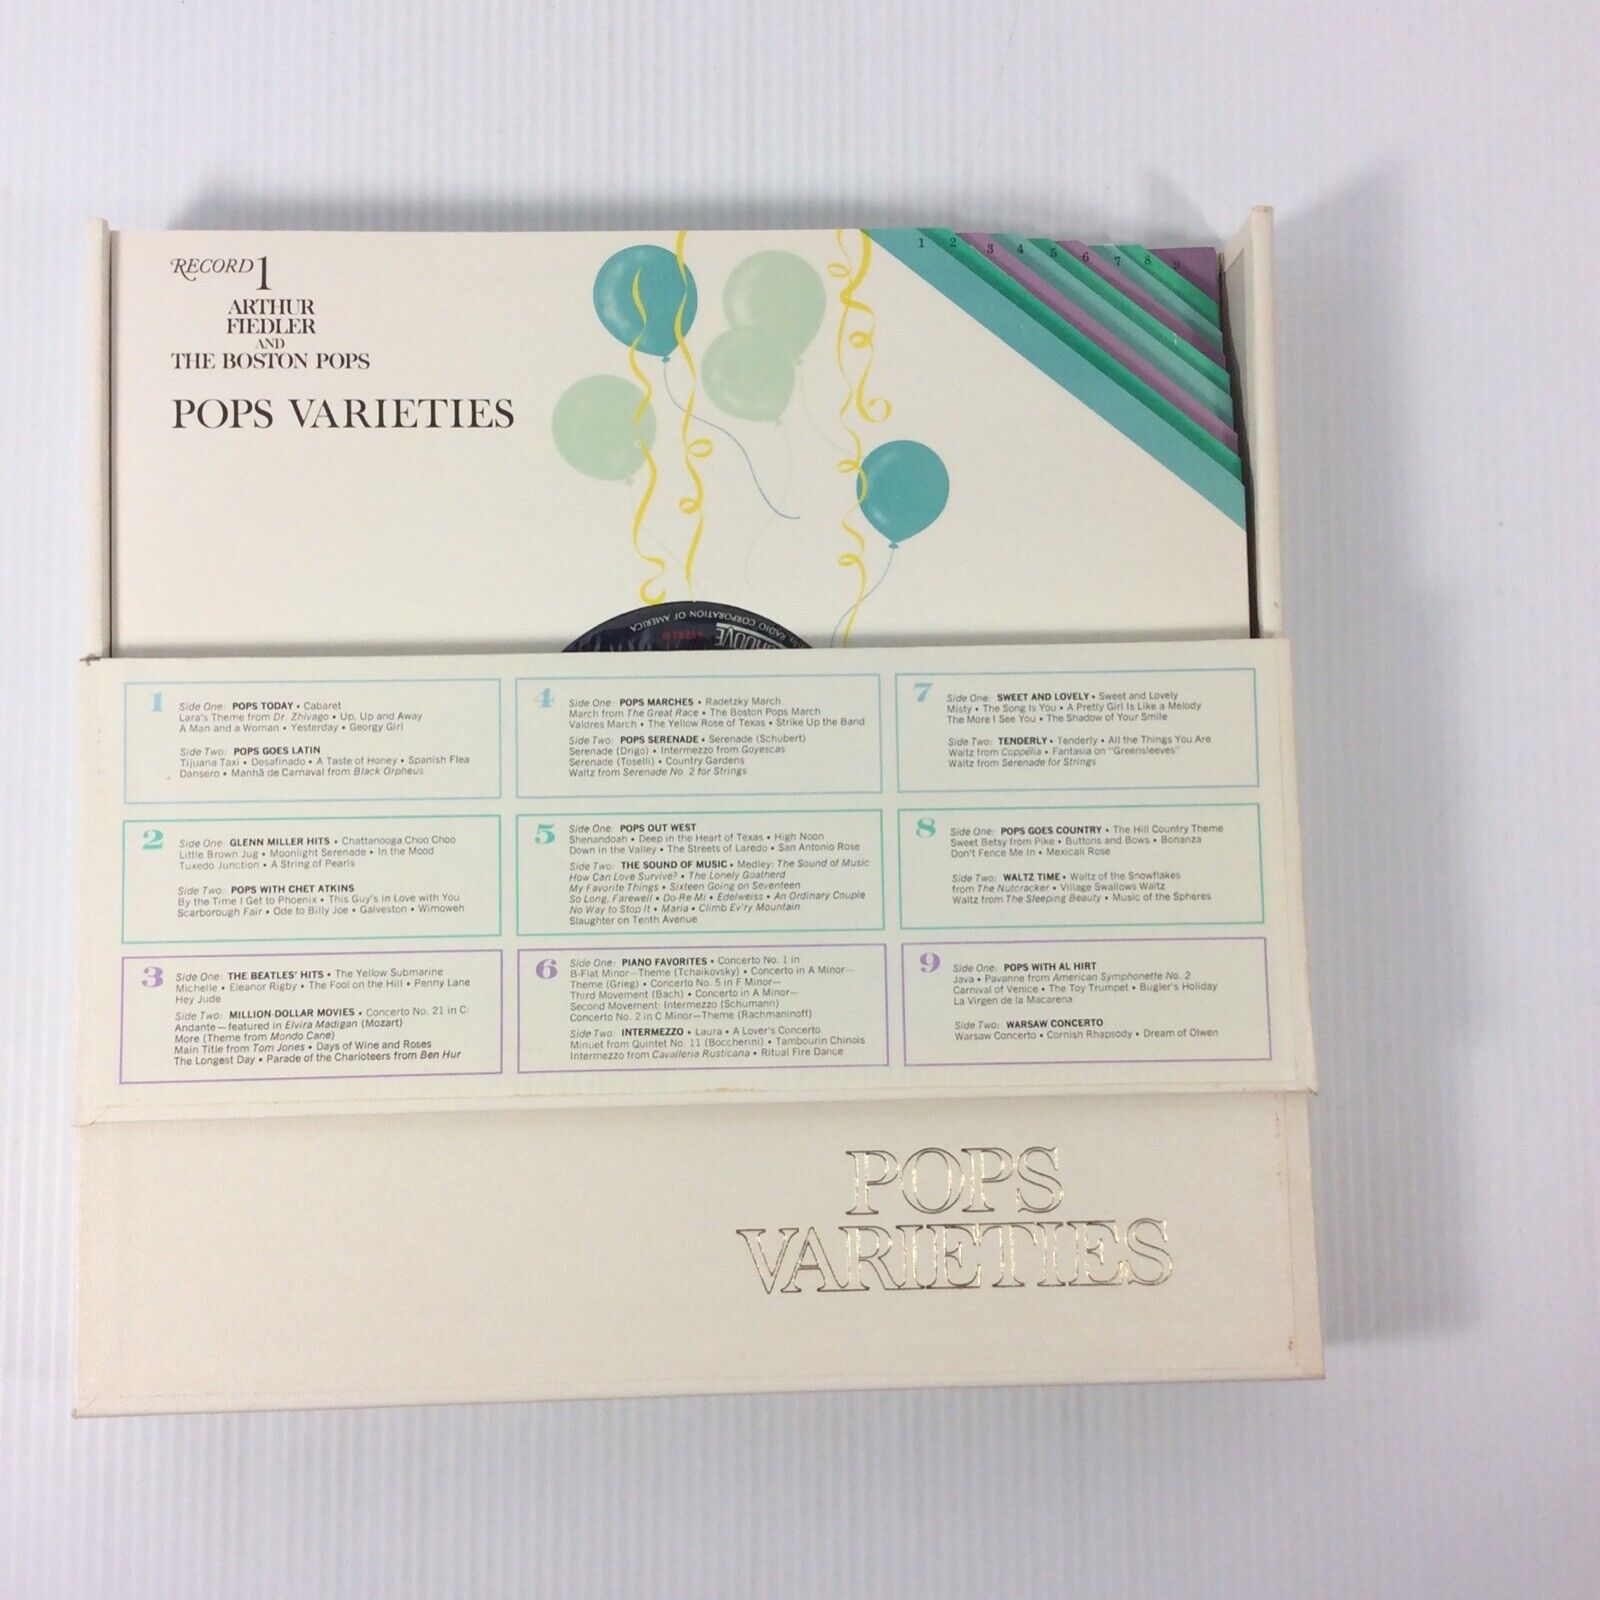 RECORD 1
ARTHUR
FIEDLER
AND
THE BOSTON POPS
POPS VARIETIES
1 2 3 4 5 6 7 8 9
RADIO CORPORATION OF AMERICA
1
Side One: POPS TODAY • Cabaret
Lara's Theme from Dr. Zhivago • Up, Up and Away
A Man and a Woman • Yesterday • Georgy Girl
Side Two: POPS GOES LATIN
Tijuana Taxi • Desafinado • A Taste of Honey • Spanish Flea
Dansero • Manhã de Carnaval from Black Orpheus
2
Side One: GLENN MILLER HITS • Chattanooga Choo Choo
Little Brown Jug • Moonlight Serenade • In the Mood
Tuxedo Junction • A String of Pearls
Side Two: POPS WITH CHET ATKINS
By the Time I Get to Phoenix • This Guy's in Love with You
Scarborough Fair • Ode to Billy Joe • Galveston • Wimoweh
3
Side One: THE BEATLES' HITS • The Yellow Submarine
Michelle • Eleanor Rigby • The Fool on the Hill • Penny Lane
Hey Jude
Side Two: MILLION-DOLLAR MOVIES • Concerto No. 21 in C:
Andante—featured in Elvira Madigan (Mozart)
More (Theme from Mondo Cane)
Main Title from Tom Jones • Days of Wine and Roses
The Longest Day • Parade of the Charioteers from Ben Hur
4
Side One: POPS MARCHES • Radetzky March
March from The Great Race • The Boston Pops March
Valdres March • The Yellow Rose of Texas • Strike Up the Band
Side Two: POPS SERENADE • Serenade (Schubert)
Serenade (Drigo) • Intermezzo from Goyescas
Serenade (Toselli) • Country Gardens
Waltz from Serenade No. 2 for Strings
5
Side One: POPS OUT WEST
Shenandoah • Deep in the Heart of Texas • High Noon
Down in the Valley • The Streets of Laredo • San Antonio Rose
Side Two: THE SOUND OF MUSIC • Medley: The Sound of Music
How Can Love Survive? • The Lonely Goatherd
My Favorite Things • Sixteen Going on Seventeen
So Long, Farewell • Do-Re-Mi • Edelweiss • An Ordinary Couple
No Way to Stop It • Maria • Climb Ev'ry Mountain
Slaughter on Tenth Avenue
6
Side One: PIANO FAVORITES • Concerto No. 1 in
B-Flat Minor—Theme (Tchaikovsky) • Concerto in A Minor—
Theme (Grieg) • Concerto No. 5 in F Minor—
Third Movement (Bach) • Concerto in A Minor—
Second Movement: Intermezzo (Schumann)
Concerto No. 2 in C Minor—Theme (Rachmaninoff)
Side Two: INTERMEZZO • Laura • A Lover's Concerto
Minuet from Quintet No. 11 (Boccherini) • Tambourin Chinois
Intermezzo from Cavalleria Rusticana • Ritual Fire Dance
7
Side One: SWEET AND LOVELY • Sweet and Lovely
Misty • The Song Is You • A Pretty Girl Is Like a Melody
The More I See You • The Shadow of Your Smile
Side Two: TENDERLY • Tenderly • All the Things You Are
Waltz from Coppélia • Fantasia on "Greensleeves"
Waltz from Serenade for Strings
8
Side One: POPS GOES COUNTRY • The Hill Country Theme
Sweet Betsy from Pike • Buttons and Bows • Bonanza
Don't Fence Me In • Mexicali Rose
Side Two: WALTZ TIME • Waltz of the Snowflakes
from The Nutcracker • Village Swallows Waltz
Waltz from The Sleeping Beauty • Music of the Spheres
9
Side One: POPS WITH AL HIRT
Java • Pavanne from American Symphonette No. 2
Carnival of Venice • The Toy Trumpet • Bugler's Holiday
La Virgen de la Macarena
Side Two: WARSAW CONCERTO
Warsaw Concerto • Cornish Rhapsody • Dream of Olwen
POPS
VARIETIES